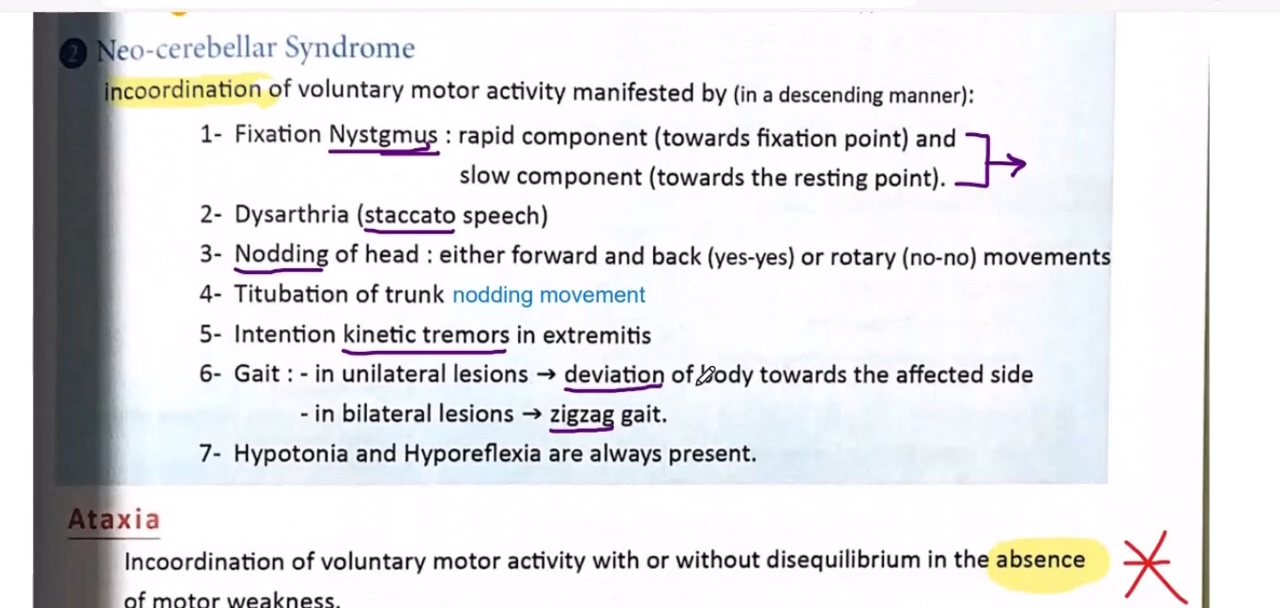 2 Neo-cerebellar Syndrome
incoordination of voluntary motor activity manifested by (in a descending manner):
1- Fixation Nystgmus : rapid component (towards fixation point) and
slow component (towards the resting point).
2- Dysarthria (staccato speech)
3- Nodding of head : either forward and back (yes-yes) or rotary (no-no) movements
4- Titubation of trunk nodding movement
5- Intention kinetic tremors in extremitis
6- Gait : - in unilateral lesions → deviation of body towards the affected side
- in bilateral lesions → zigzag gait.
7- Hypotonia and Hyporeflexia are always present.
Ataxia
Incoordination of voluntary motor activity with or without disequilibrium in the absence
of motor weakness.